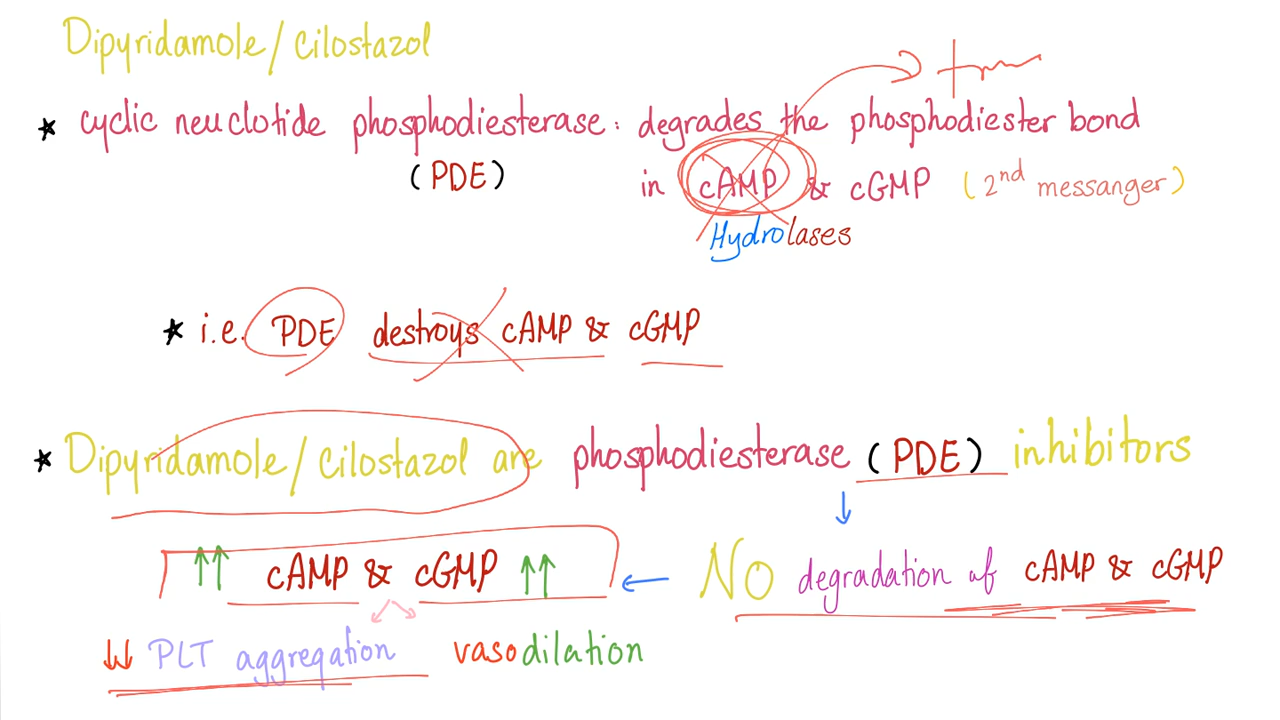 Dipyridamole/cilostazol
* cyclic neuclotide phosphodiesterase: degrades the phosphodiester bond
(PDE) in cAMP & cGMP (2nd messanger)
Hydrolases
* i.e. PDE destroys cAMP & cGMP
* Dipyridamole/cilostazol are phosphodiesterase (PDE) inhibitors
↓
↑↑ cAMP & cGMP ↑↑ ← No degradation of cAMP & cGMP
↓↓ PLT aggregation vasodilation